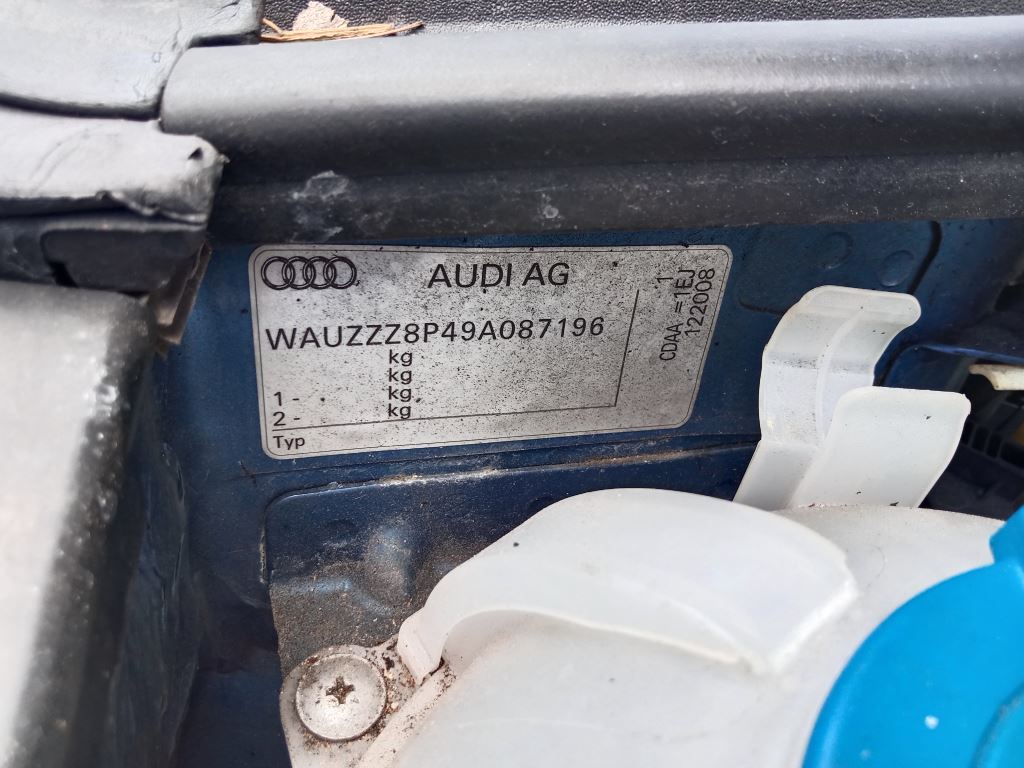 AUDI AG
WAUZZZ8P49A087196
kg
kg
1 - kg
2 - kg
Typ
CDAA =1EJ 1
122008